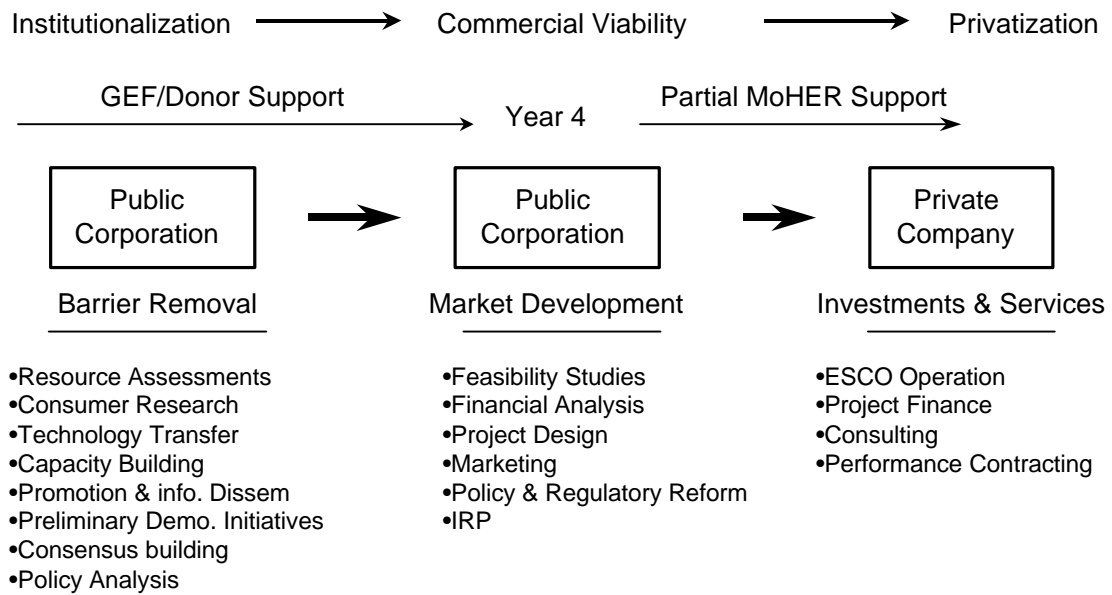 Institutionalization Commercial Viability Privatization
GEF/Donor Support Year 4 Partial MoHER Support
Public
Corporation
Public
Corporation
Private
Company
Barrier Removal
•Resource Assessments
•Consumer Research
•Technology Transfer
•Capacity Building
•Promotion & info. Dissem
•Preliminary Demo. Initiatives
•Consensus building
•Policy Analysis
Market Development
•Feasibility Studies
•Financial Analysis
•Project Design
•Marketing
•Policy & Regulatory Reform
•IRP
Investments & Services
•ESCO Operation
•Project Finance
•Consulting
•Performance Contracting